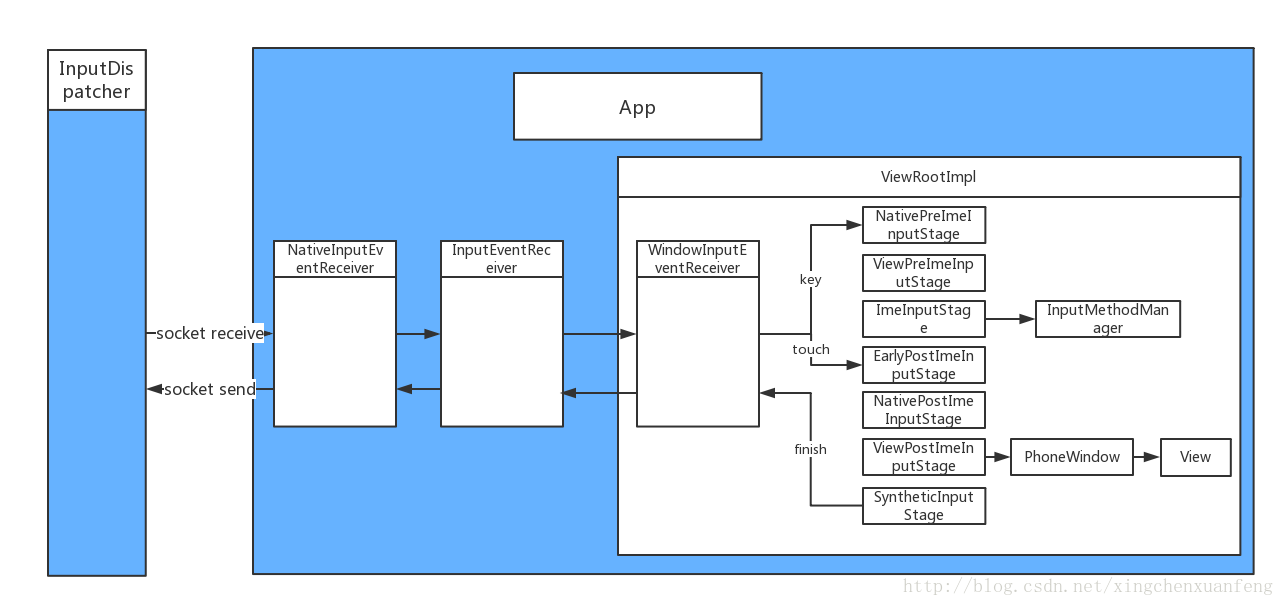 InputDis
patcher
App
ViewRootImpl
NativeInputEv
entReceiver
InputEventRec
eiver
WindowInputE
ventReceiver
socket receive
socket send
key
touch
finish
NativePreImeI
nputStage
ViewPreImeInp
utStage
ImeInputStag
e
InputMethodMan
ager
EarlyPostImeIn
putStage
NativePostIme
InputStage
ViewPostImeIn
putStage
PhoneWindow
View
SyntheticInput
Stage
http://blog.csdn.net/xingchenxuanfeng